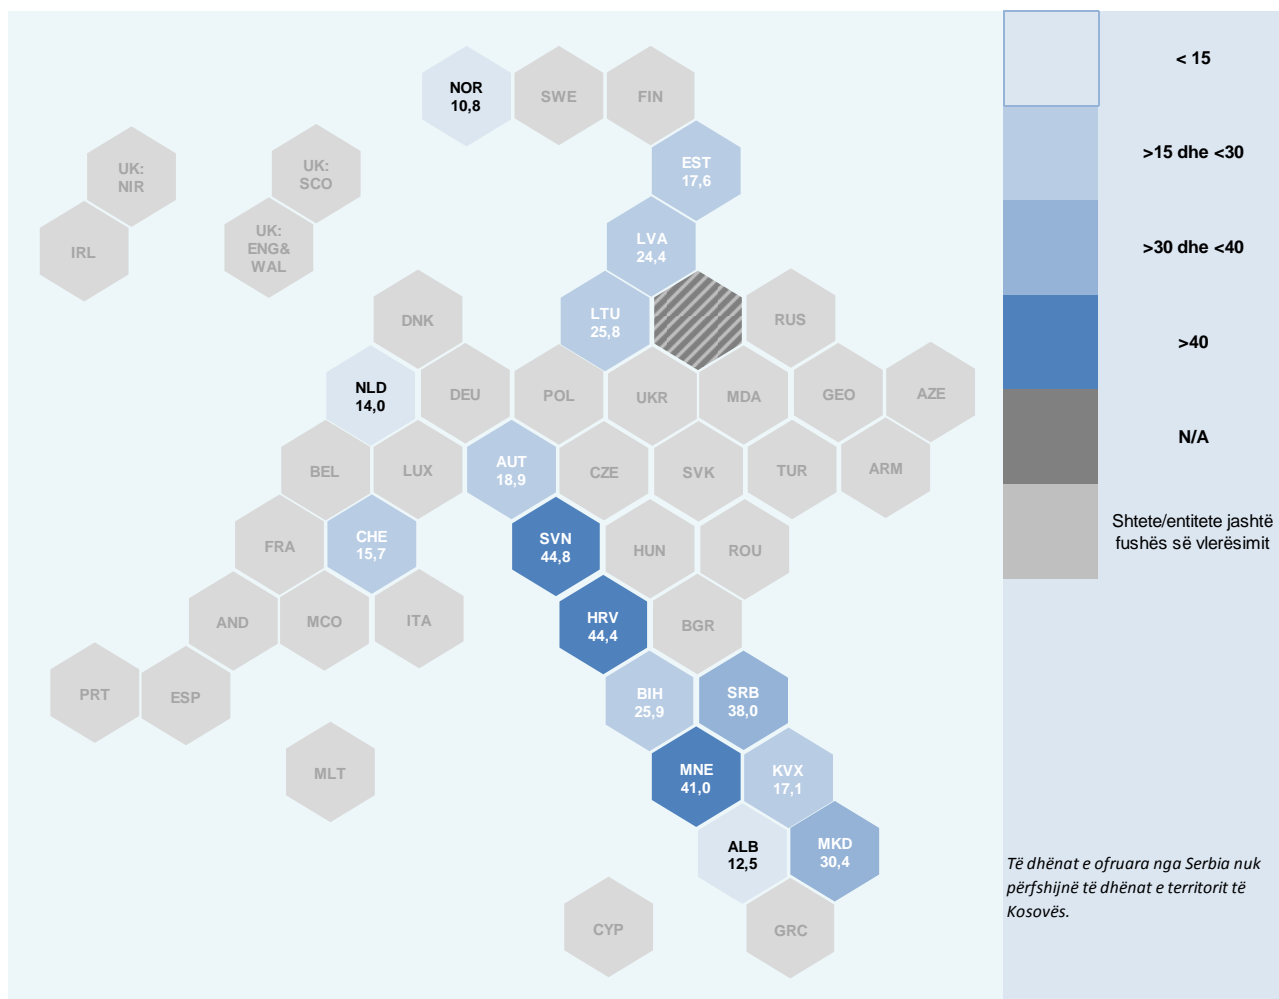 NOR
10,8
SWE
FIN
UK:
NIR
UK:
SCO
EST
17,6
IRL
UK:
ENG&
WAL
LVA
24,4
DNK
LTU
25,8
RUS
NLD
14,0
DEU
POL
UKR
MDA
GEO
AZE
BEL
LUX
AUT
18,9
CZE
SVK
TUR
ARM
FRA
CHE
15,7
SVN
44,8
HUN
ROU
AND
MCO
ITA
HRV
44,4
BGR
PRT
ESP
BIH
25,9
SRB
38,0
MLT
MNE
41,0
KVX
17,1
ALB
12,5
MKD
30,4
CYP
GRC
< 15
>15 dhe <30
>30 dhe <40
>40
N/A
Shtete/entitete jashtë
fushës së vlerësimit
Të dhënat e ofruara nga Serbia nuk
përfshijnë të dhënat e territorit të
Kosovës.